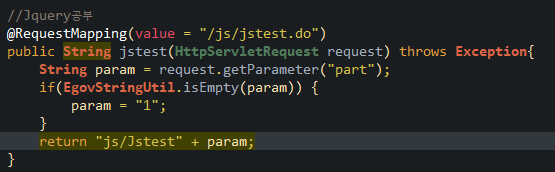 //Jquery공부
@RequestMapping(value = "/js/jstest.do")
public String jstest(HttpServletRequest request) throws Exception{
    String param = request.getParameter("part");
    if(EgovStringUtil.isEmpty(param)) {
        param = "1";
    }
    return "js/Jstest" + param;
}